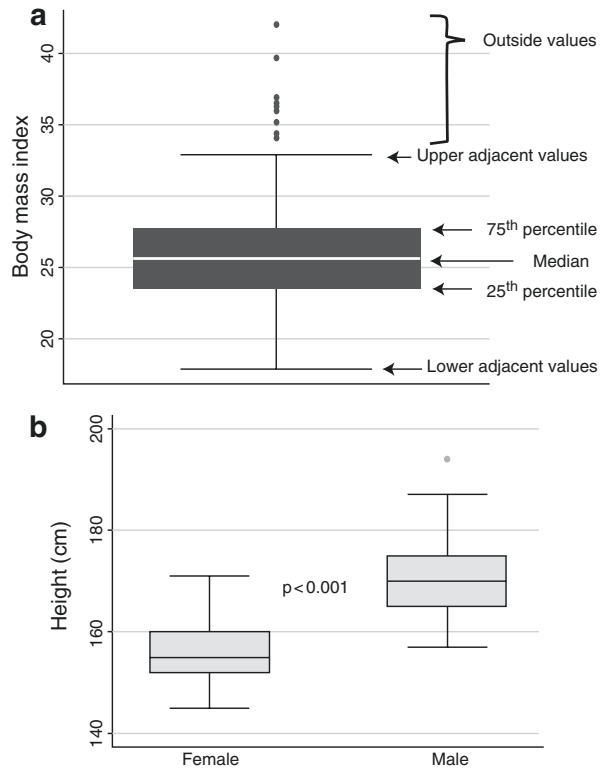 a
Outside values
40
35
Upper adjacent values
30
75th percentile
Body mass index
Median
25
25th percentile
20
Lower adjacent values
b
200
180
Height (cm)
p<0.001
160
140
Female Male